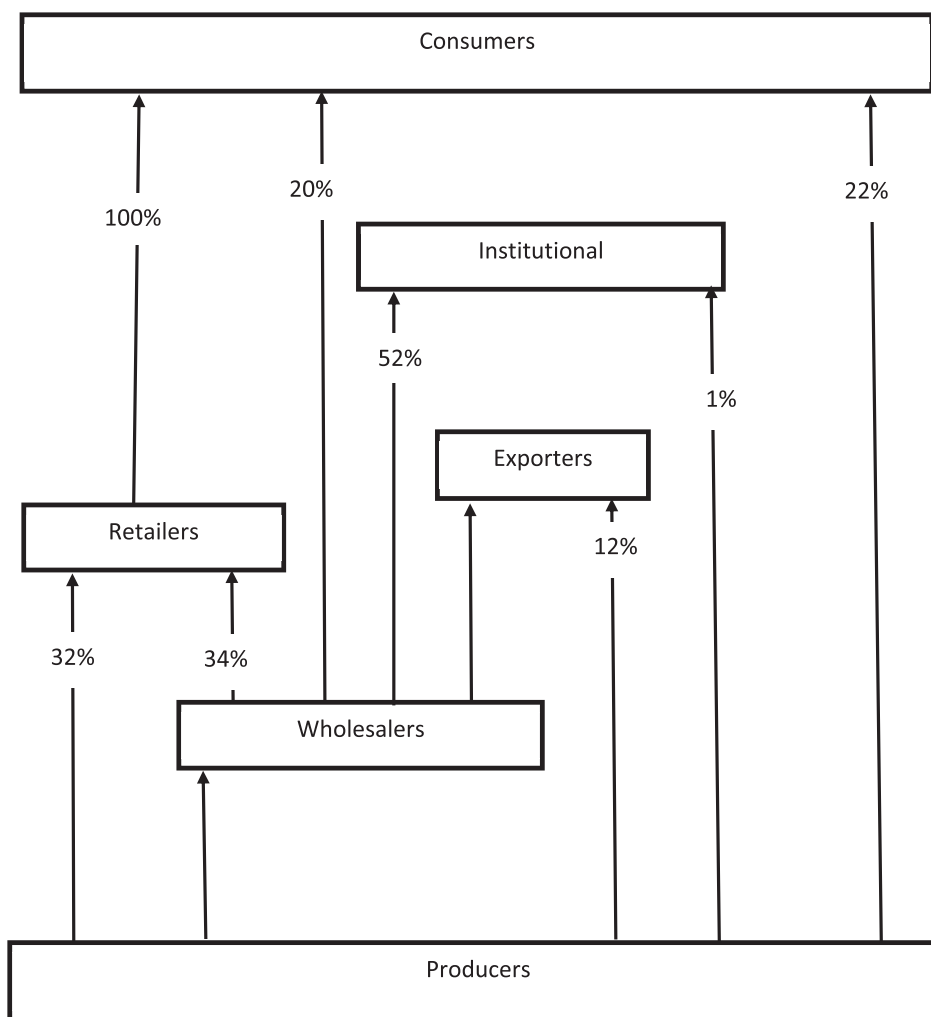 Consumers
20%
22%
100%
Institutional
52%
1%
Exporters
Retailers
12%
32%
34%
Wholesalers
Producers